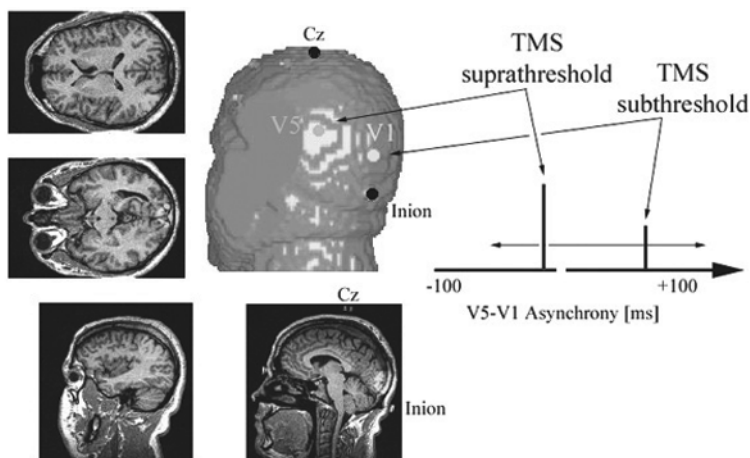 Cz
TMS
suprathreshold
TMS
subthreshold
V5
V1
Inion
-100
+100
V5-V1 Asynchrony [ms]
Cz
Inion